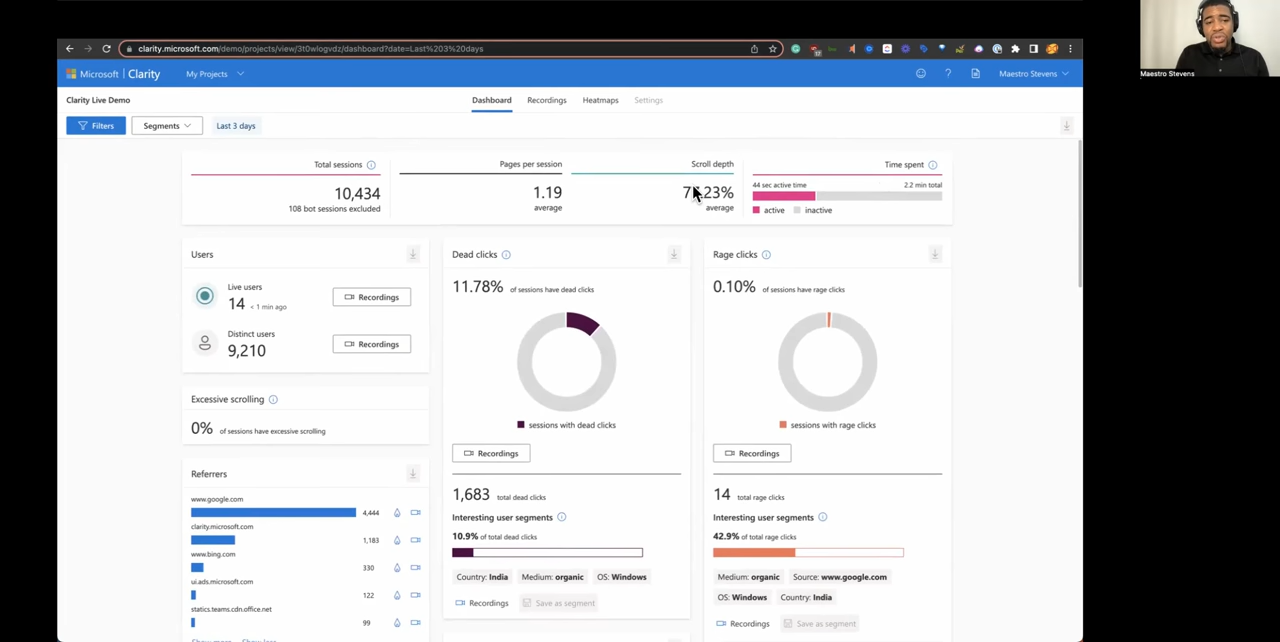 clarity.microsoft.com/demo/projects/view/3t0wlogvdz/dashboard?date=Last%203%20days
Maestro Stevens
Microsoft | Clarity
My Projects
Maestro Stevens
Clarity Live Demo
Dashboard
Recordings
Heatmaps
Settings
Filters
Segments
Last 3 days
Total sessions
10,434
108 bot sessions excluded
Pages per session
1.19
average
Scroll depth
average
Time spent
44 sec active time
2.2 min total
active
inactive
Users
Live users
14 < 1 min ago
Recordings
Distinct users
9,210
Recordings
Excessive scrolling
0% of sessions have excessive scrolling
Referrers
www.google.com
4,444
clarity.microsoft.com
1,183
www.bing.com
330
ui.ads.microsoft.com
122
statics.teams.cdn.office.net
99
Dead clicks
11.78% of sessions have dead clicks
sessions with dead clicks
Recordings
1,683 total dead clicks
Interesting user segments
10.9% of total dead clicks
Country: India
Medium: organic
OS: Windows
Recordings
Save as segment
Rage clicks
0.10% of sessions have rage clicks
sessions with rage clicks
Recordings
14 total rage clicks
Interesting user segments
42.9% of total rage clicks
Medium: organic
Source: www.google.com
OS: Windows
Country: India
Recordings
Save as segment